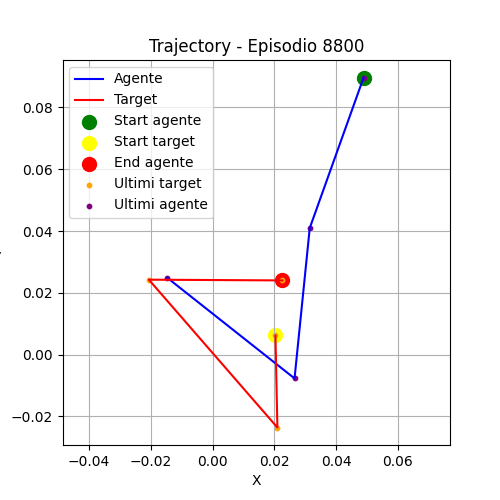 Trajectory - Episodio 8800
Agente
Target
Start agente
Start target
End agente
Ultimi target
Ultimi agente
0.08
0.06
0.04
0.02
0.00
−0.02
−0.04
−0.02
0.00
0.02
0.04
0.06
X